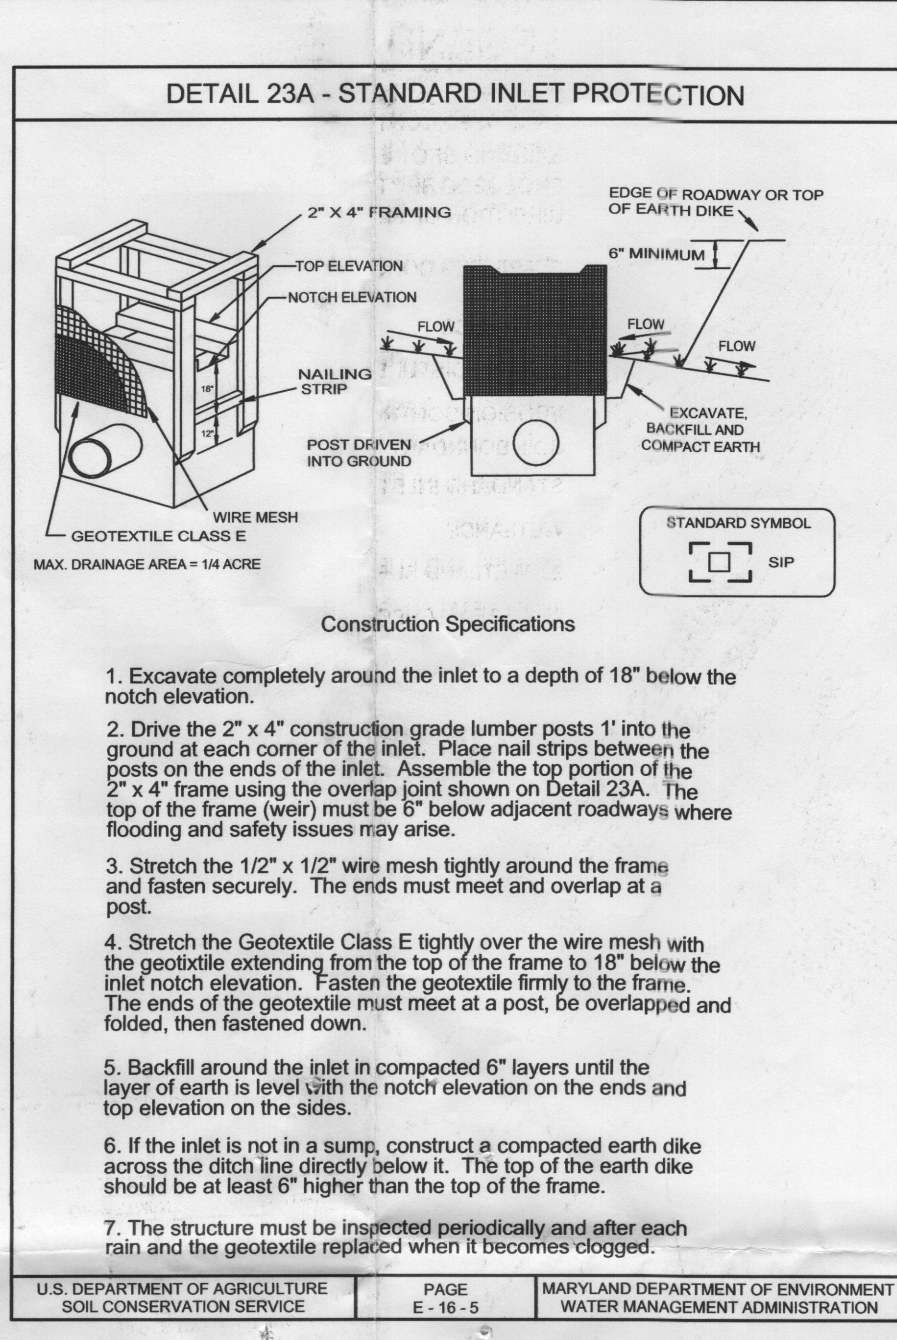 DETAIL 23A - STANDARD INLET PROTECTION
2" X 4" FRAMING
TOP ELEVATION
NOTCH ELEVATION
NAILING
STRIP
18"
12"
WIRE MESH
GEOTEXTILE CLASS E
MAX. DRAINAGE AREA = 1/4 ACRE
EDGE OF ROADWAY OR TOP
OF EARTH DIKE
6" MINIMUM
FLOW
FLOW
FLOW
POST DRIVEN
INTO GROUND
EXCAVATE,
BACKFILL AND
COMPACT EARTH
STANDARD SYMBOL
SIP
Construction Specifications
1. Excavate completely around the inlet to a depth of 18" below the
notch elevation.
2. Drive the 2" x 4" construction grade lumber posts 1' into the
ground at each corner of the inlet. Place nail strips between the
posts on the ends of the inlet. Assemble the top portion of the
2" x 4" frame using the overlap joint shown on Detail 23A. The
top of the frame (weir) must be 6" below adjacent roadways where
flooding and safety issues may arise.
3. Stretch the 1/2" x 1/2" wire mesh tightly around the frame
and fasten securely. The ends must meet and overlap at a
post.
4. Stretch the Geotextile Class E tightly over the wire mesh with
the geotixtile extending from the top of the frame to 18" below the
inlet notch elevation. Fasten the geotextile firmly to the frame.
The ends of the geotextile must meet at a post, be overlapped and
folded, then fastened down.
5. Backfill around the inlet in compacted 6" layers until the
layer of earth is level with the notch elevation on the ends and
top elevation on the sides.
6. If the inlet is not in a sump, construct a compacted earth dike
across the ditch line directly below it. The top of the earth dike
should be at least 6" higher than the top of the frame.
7. The structure must be inspected periodically and after each
rain and the geotextile replaced when it becomes clogged.
U.S. DEPARTMENT OF AGRICULTURE
SOIL CONSERVATION SERVICE
PAGE
E - 16 - 5
MARYLAND DEPARTMENT OF ENVIRONMENT
WATER MANAGEMENT ADMINISTRATION